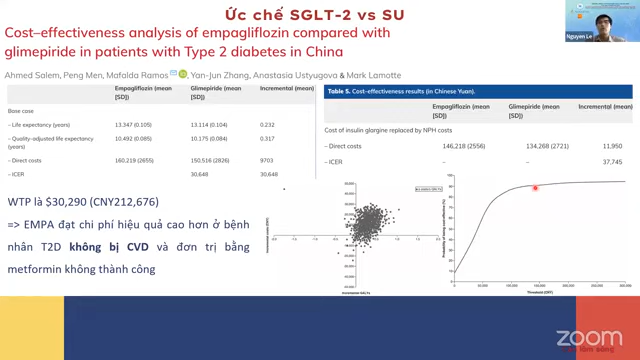 Ức chế SGLT-2 vs SU
Cost–effectiveness analysis of empagliflozin compared with
glimepiride in patients with Type 2 diabetes in China
Ahmed Salem, Peng Men, Mafalda Ramos, Yan-Jun Zhang, Anastasia Ustyugova & Mark Lamotte
Nguyen Le
Empagliflozin (mean [SD]) Glimepiride (mean [SD]) Incremental (mean [SD])
Base case
– Life expectancy (years) 13.347 (0.105) 13.114 (0.104) 0.232
– Quality-adjusted life expectancy (years) 10.492 (0.085) 10.175 (0.084) 0.317
– Direct costs 160,219 (2655) 150,516 (2826) 9703
– ICER 30,648 30,648
Table 5. Cost-effectiveness results (in Chinese Yuan).
Empagliflozin (mean [SD]) Glimepiride (mean [SD]) Incremental (mean)
Cost of insulin glargine replaced by NPH costs
– Direct costs 146,218 (2556) 134,268 (2721) 11,950
– ICER – – 37,745
WTP là $30,290 (CNY212,676)
=> EMPA đạt chi phí hiệu quả cao hơn ở bệnh
nhân T2D không bị CVD và đơn trị bằng
metformin không thành công
zoom